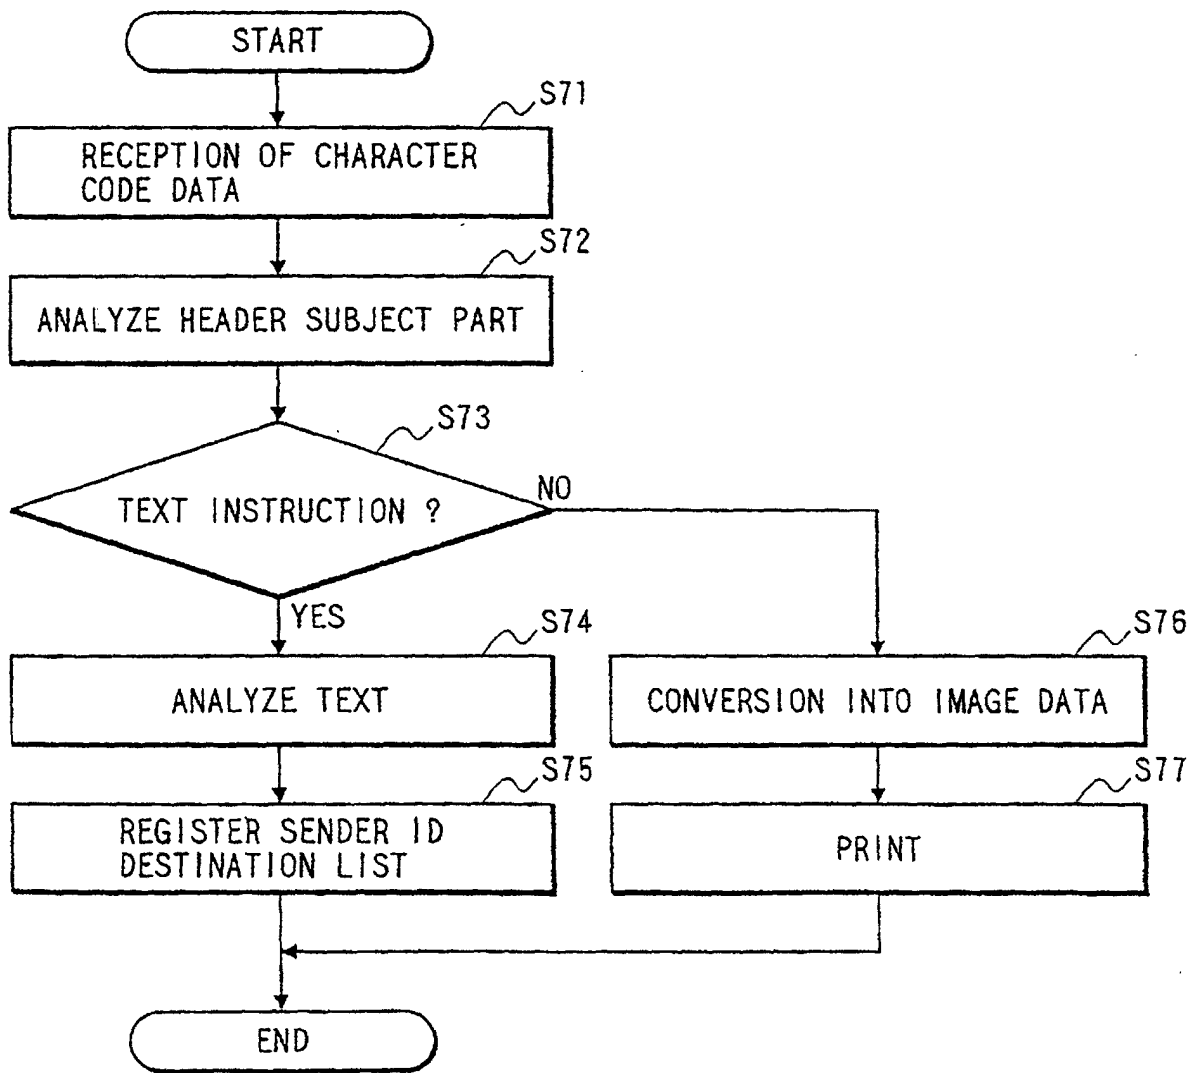 START
S71
RECEPTION OF CHARACTER
CODE DATA
S72
ANALYZE HEADER SUBJECT PART
S73
TEXT INSTRUCTION ?
NO
YES
S74
ANALYZE TEXT
S76
CONVERSION INTO IMAGE DATA
S75
REGISTER SENDER ID
DESTINATION LIST
S77
PRINT
END